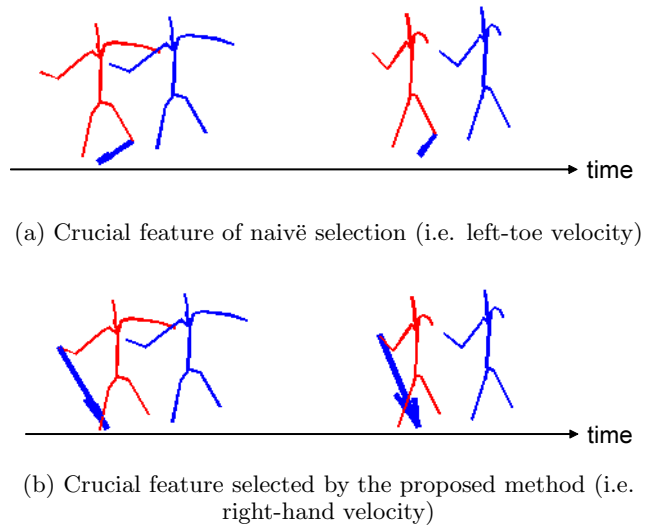 time
(a) Crucial feature of naivë selection (i.e. left-toe velocity)
time
(b) Crucial feature selected by the proposed method (i.e.
right-hand velocity)